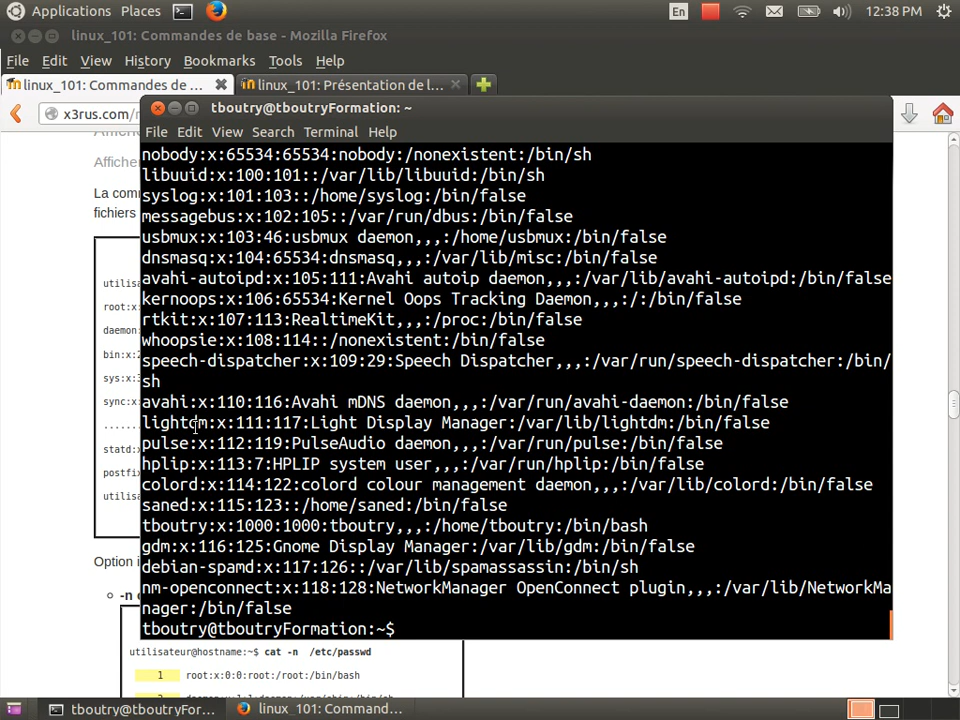 Applications Places En 12:38 PM
linux_101: Commandes de base - Mozilla Firefox
File Edit View History Bookmarks Tools Help
linux_101: Commandes de ... linux_101: Présentation de l...
x3rus.com/
tboutry@tboutryFormation: ~
File Edit View Search Terminal Help
Affiche
La com
fichiers
utilisa
root:x:
daemon:
bin:x:2
sys:x:3
sync:x:
.......
statd:x
postfix
utilisa
nobody:x:65534:65534:nobody:/nonexistent:/bin/sh
libuuid:x:100:101::/var/lib/libuuid:/bin/sh
syslog:x:101:103::/home/syslog:/bin/false
messagebus:x:102:105::/var/run/dbus:/bin/false
usbmux:x:103:46:usbmux daemon,,,:/home/usbmux:/bin/false
dnsmasq:x:104:65534:dnsmasq,,,:/var/lib/misc:/bin/false
avahi-autoipd:x:105:111:Avahi autoip daemon,,,:/var/lib/avahi-autoipd:/bin/false
kernoops:x:106:65534:Kernel Oops Tracking Daemon,,,:/:/bin/false
rtkit:x:107:113:RealtimeKit,,,:/proc:/bin/false
whoopsie:x:108:114::/nonexistent:/bin/false
speech-dispatcher:x:109:29:Speech Dispatcher,,,:/var/run/speech-dispatcher:/bin/
sh
avahi:x:110:116:Avahi mDNS daemon,,,:/var/run/avahi-daemon:/bin/false
lightdm:x:111:117:Light Display Manager:/var/lib/lightdm:/bin/false
pulse:x:112:119:PulseAudio daemon,,,:/var/run/pulse:/bin/false
hplip:x:113:7:HPLIP system user,,,:/var/run/hplip:/bin/false
colord:x:114:122:colord colour management daemon,,,:/var/lib/colord:/bin/false
saned:x:115:123::/home/saned:/bin/false
tboutry:x:1000:1000:tboutry,,,:/home/tboutry:/bin/bash
gdm:x:116:125:Gnome Display Manager:/var/lib/gdm:/bin/false
debian-spamd:x:117:126::/var/lib/spamassassin:/bin/sh
nm-openconnect:x:118:128:NetworkManager OpenConnect plugin,,,:/var/lib/NetworkMa
nager:/bin/false
tboutry@tboutryFormation:~$
Option
-n
utilisateur@hostname:~$ cat -n /etc/passwd
1 root:x:0:0:root:/root:/bin/bash
tboutry@tboutryFor... linux_101: Command...